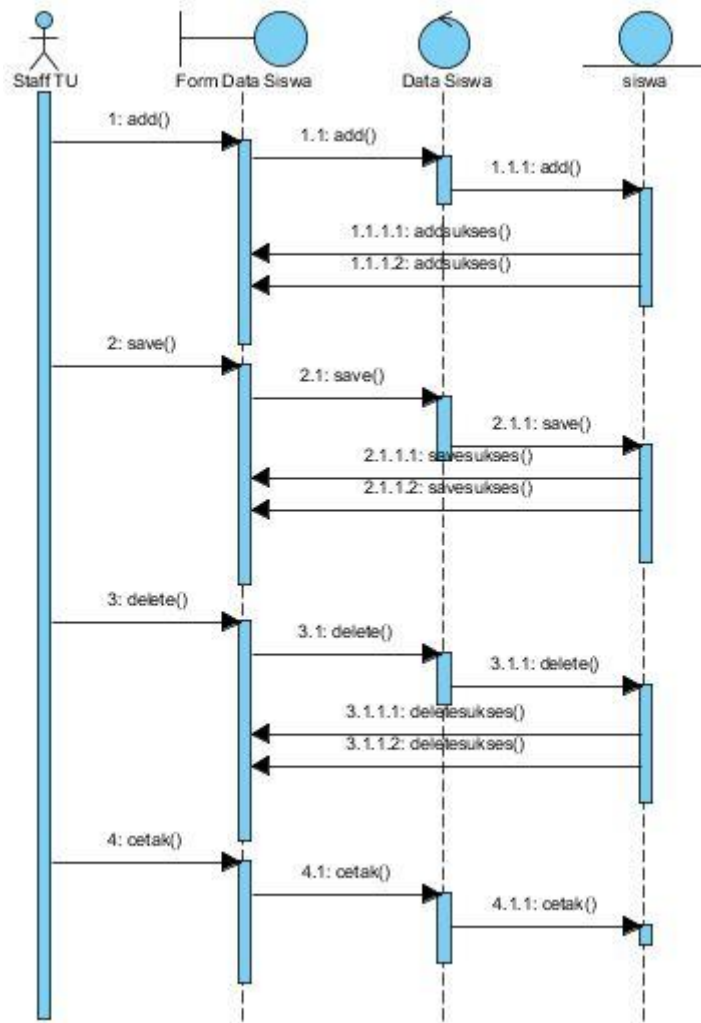 Staff TU
Form Data Siswa
Data Siswa
siswa
1: add()
1.1: add()
1.1.1: add()
1.1.1.1: addsukses()
1.1.1.2: addsukses()
2: save()
2.1: save()
2.1.1: save()
2.1.1.1: savesukses()
2.1.1.2: savesukses()
3: delete()
3.1: delete()
3.1.1: delete()
3.1.1.1: deletesukses()
3.1.1.2: deletesukses()
4: cetak()
4.1: cetak()
4.1.1: cetak()